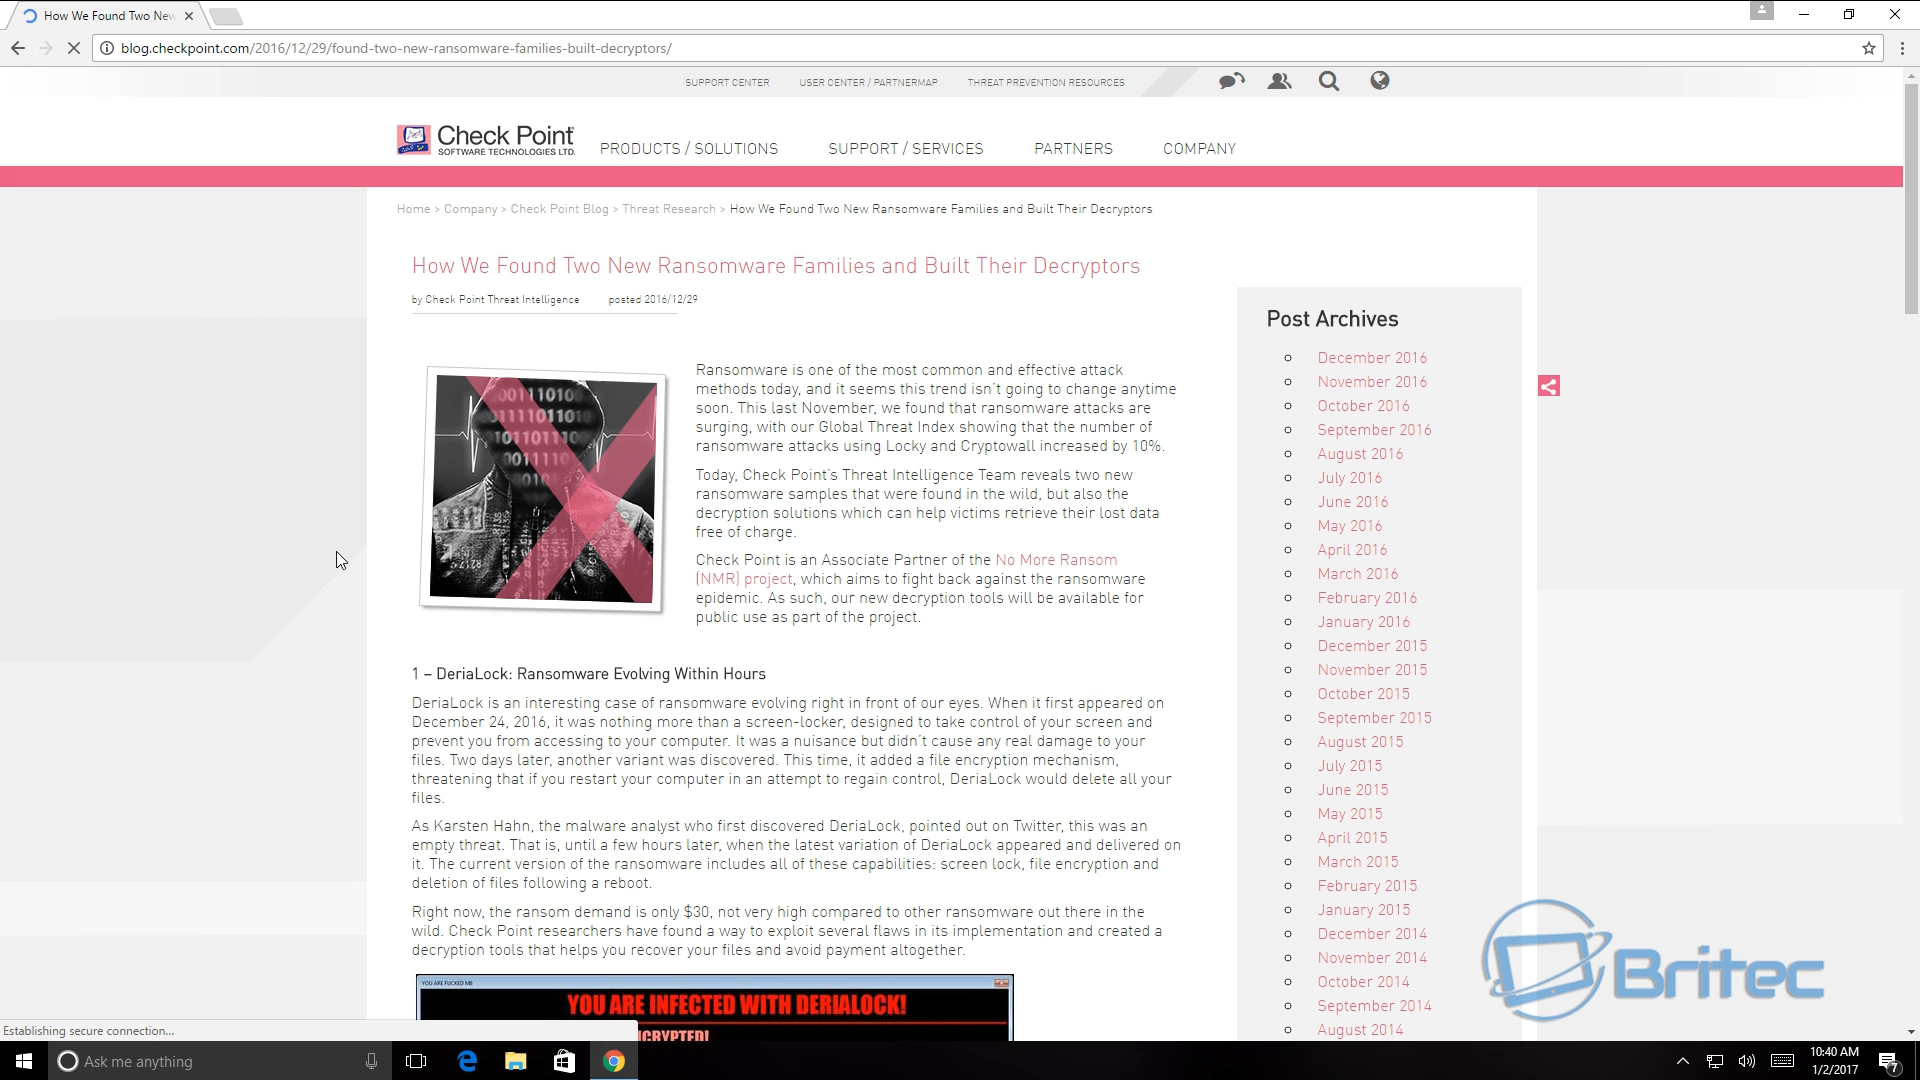 How We Found Two New
blog.checkpoint.com/2016/12/29/found-two-new-ransomware-families-built-decryptors/
SUPPORT CENTER USER CENTER / PARTNERMAP THREAT PREVENTION RESOURCES
Check Point
SOFTWARE TECHNOLOGIES LTD.
PRODUCTS / SOLUTIONS SUPPORT / SERVICES PARTNERS COMPANY
Home > Company > Check Point Blog > Threat Research > How We Found Two New Ransomware Families and Built Their Decryptors
How We Found Two New Ransomware Families and Built Their Decryptors
by Check Point Threat Intelligence posted 2016/12/29
Ransomware is one of the most common and effective attack
methods today, and it seems this trend isn't going to change anytime
soon. This last November, we found that ransomware attacks are
surging, with our Global Threat Index showing that the number of
ransomware attacks using Locky and Cryptowall increased by 10%.
Today, Check Point's Threat Intelligence Team reveals two new
ransomware samples that were found in the wild, but also the
decryption solutions which can help victims retrieve their lost data
free of charge.
Check Point is an Associate Partner of the No More Ransom
(NMR) project, which aims to fight back against the ransomware
epidemic. As such, our new decryption tools will be available for
public use as part of the project.
1 – DeriaLock: Ransomware Evolving Within Hours
DeriaLock is an interesting case of ransomware evolving right in front of our eyes. When it first appeared on
December 24, 2016, it was nothing more than a screen-locker, designed to take control of your screen and
prevent you from accessing to your computer. It was a nuisance but didn't cause any real damage to your
files. Two days later, another variant was discovered. This time, it added a file encryption mechanism,
threatening that if you restart your computer in an attempt to regain control, DeriaLock would delete all your
files.
As Karsten Hahn, the malware analyst who first discovered DeriaLock, pointed out on Twitter, this was an
empty threat. That is, until a few hours later, when the latest variation of DeriaLock appeared and delivered on
it. The current version of the ransomware includes all of these capabilities: screen lock, file encryption and
deletion of files following a reboot.
Right now, the ransom demand is only $30, not very high compared to other ransomware out there in the
wild. Check Point researchers have found a way to exploit several flaws in its implementation and created a
decryption tools that helps you recover your files and avoid payment altogether.
YOU ARE FUCKED MB
YOU ARE INFECTED WITH DERIALOCK!
Post Archives
December 2016
November 2016
October 2016
September 2016
August 2016
July 2016
June 2016
May 2016
April 2016
March 2016
February 2016
January 2016
December 2015
November 2015
October 2015
September 2015
August 2015
July 2015
June 2015
May 2015
April 2015
March 2015
February 2015
January 2015
December 2014
November 2014
October 2014
September 2014
August 2014
Britec
Establishing secure connection...
Ask me anything
10:40 AM
1/2/2017
7